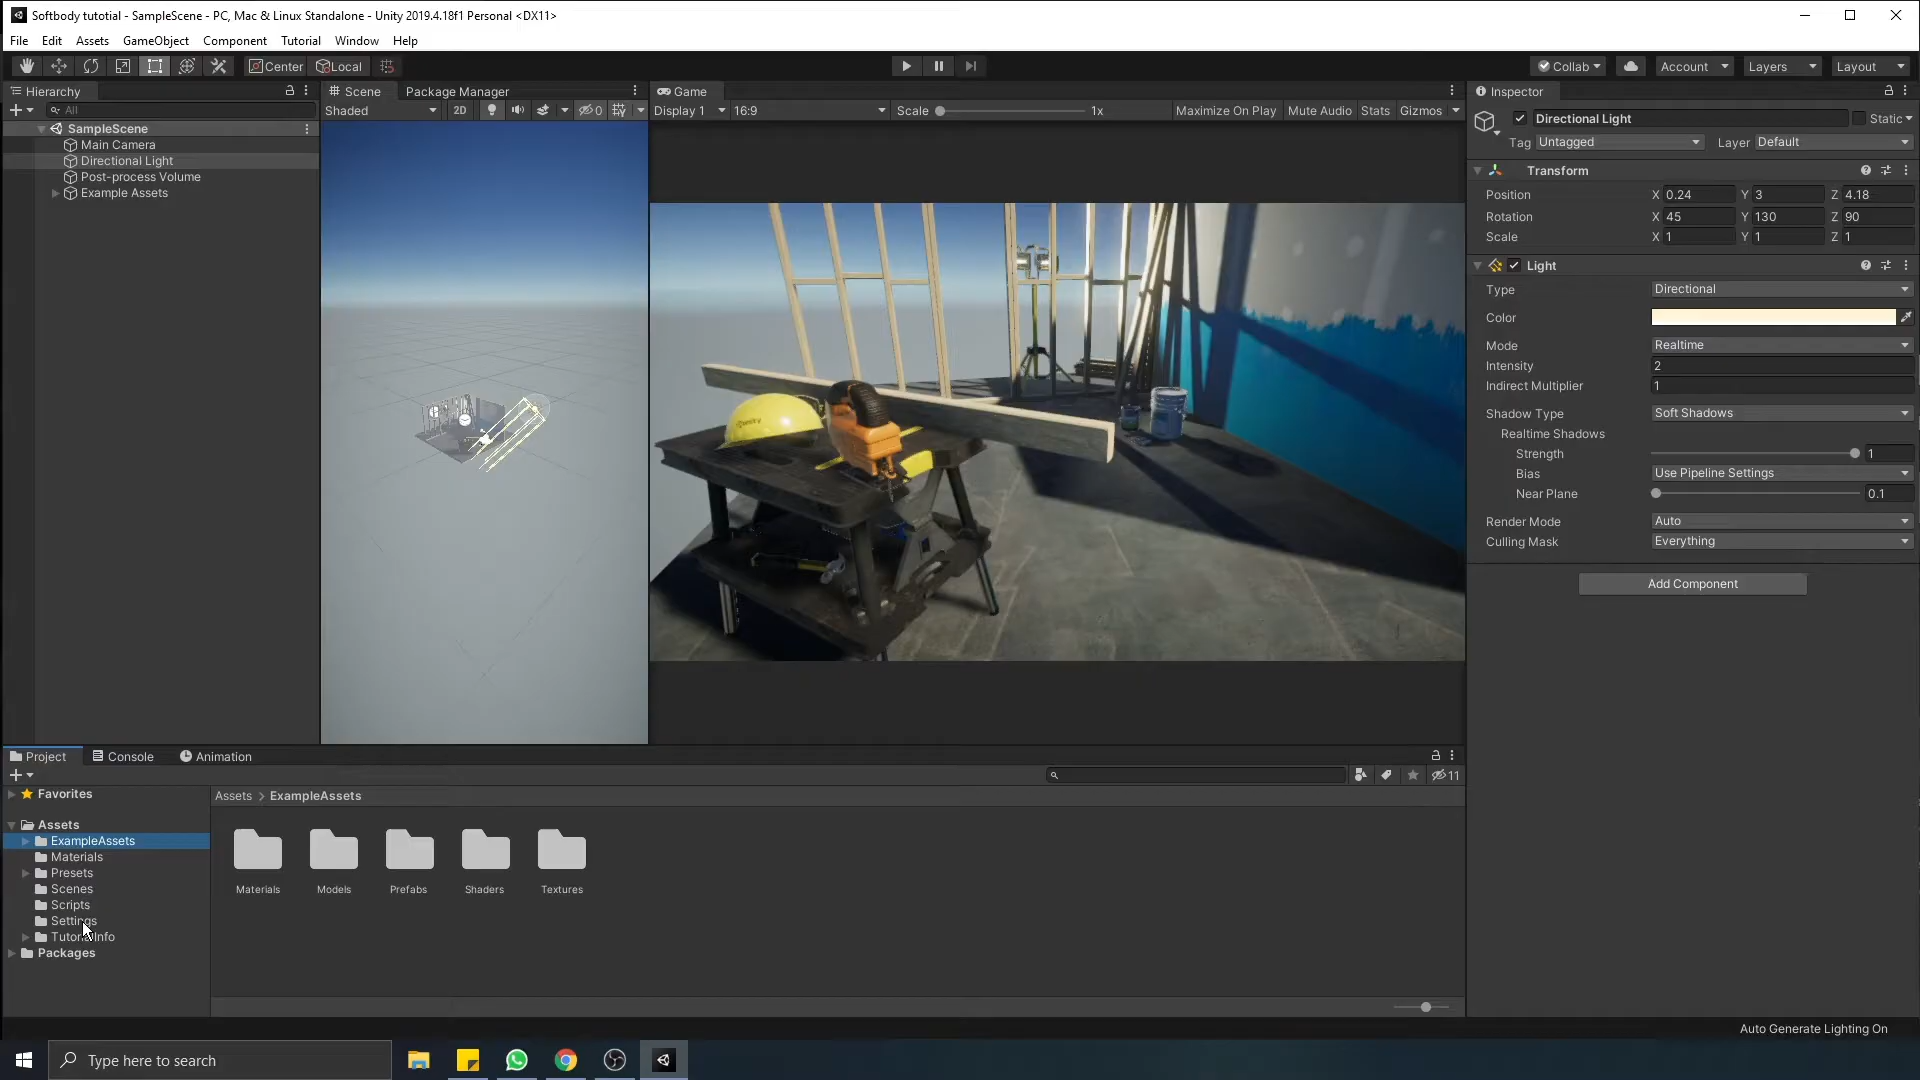 Softbody tutotial - SampleScene - PC, Mac & Linux Standalone - Unity 2019.4.18f1 Personal <DX11>
File Edit Assets GameObject Component Tutorial Window Help
Center Local Collab Account Layers Layout
Hierarchy
All
SampleScene
Main Camera
Directional Light
Post-process Volume
Example Assets
Scene Package Manager
Shaded 2D 0
Game
Display 1 16:9 Scale 1x Maximize On Play Mute Audio Stats Gizmos
Inspector
Directional Light Static
Tag Untagged Layer Default
Transform
Position X 0.24 Y 3 Z 4.18
Rotation X 45 Y 130 Z 90
Scale X 1 Y 1 Z 1
Light
Type Directional
Color
Mode Realtime
Intensity 2
Indirect Multiplier 1
Shadow Type Soft Shadows
Realtime Shadows
Strength 1
Bias Use Pipeline Settings
Near Plane 0.1
Render Mode Auto
Culling Mask Everything
Add Component
Project Console Animation
11
Favorites
Assets
ExampleAssets
Materials
Presets
Scenes
Scripts
Settings
TutorialInfo
Packages
Assets > ExampleAssets
Materials Models Prefabs Shaders Textures
Auto Generate Lighting On
Type here to search